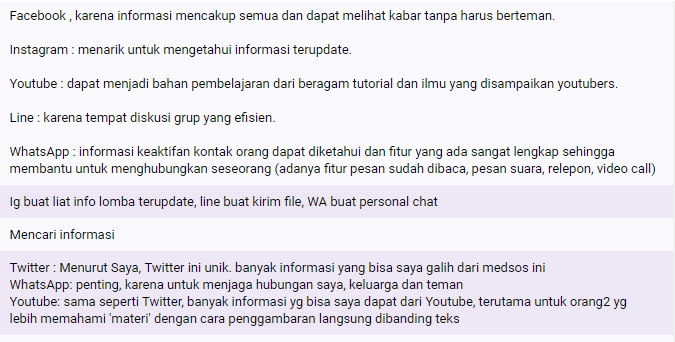 Facebook , karena informasi mencakup semua dan dapat melihat kabar tanpa harus berteman.
Instagram : menarik untuk mengetahui informasi terupdate.
Youtube : dapat menjadi bahan pembelajaran dari beragam tutorial dan ilmu yang disampaikan youtubers.
Line : karena tempat diskusi grup yang efisien.
WhatsApp : informasi keaktifan kontak orang dapat diketahui dan fitur yang ada sangat lengkap sehingga
membantu untuk menghubungkan seseorang (adanya fitur pesan sudah dibaca, pesan suara, relepon, video call)
Ig buat liat info lomba terupdate, line buat kirim file, WA buat personal chat
Mencari informasi
Twitter : Menurut Saya, Twitter ini unik. banyak informasi yang bisa saya galih dari medsos ini
WhatsApp: penting, karena untuk menjaga hubungan saya, keluarga dan teman
Youtube: sama seperti Twitter, banyak informasi yg bisa saya dapat dari Youtube, terutama untuk orang2 yg
lebih memahami 'materi' dengan cara penggambaran langsung dibanding teks